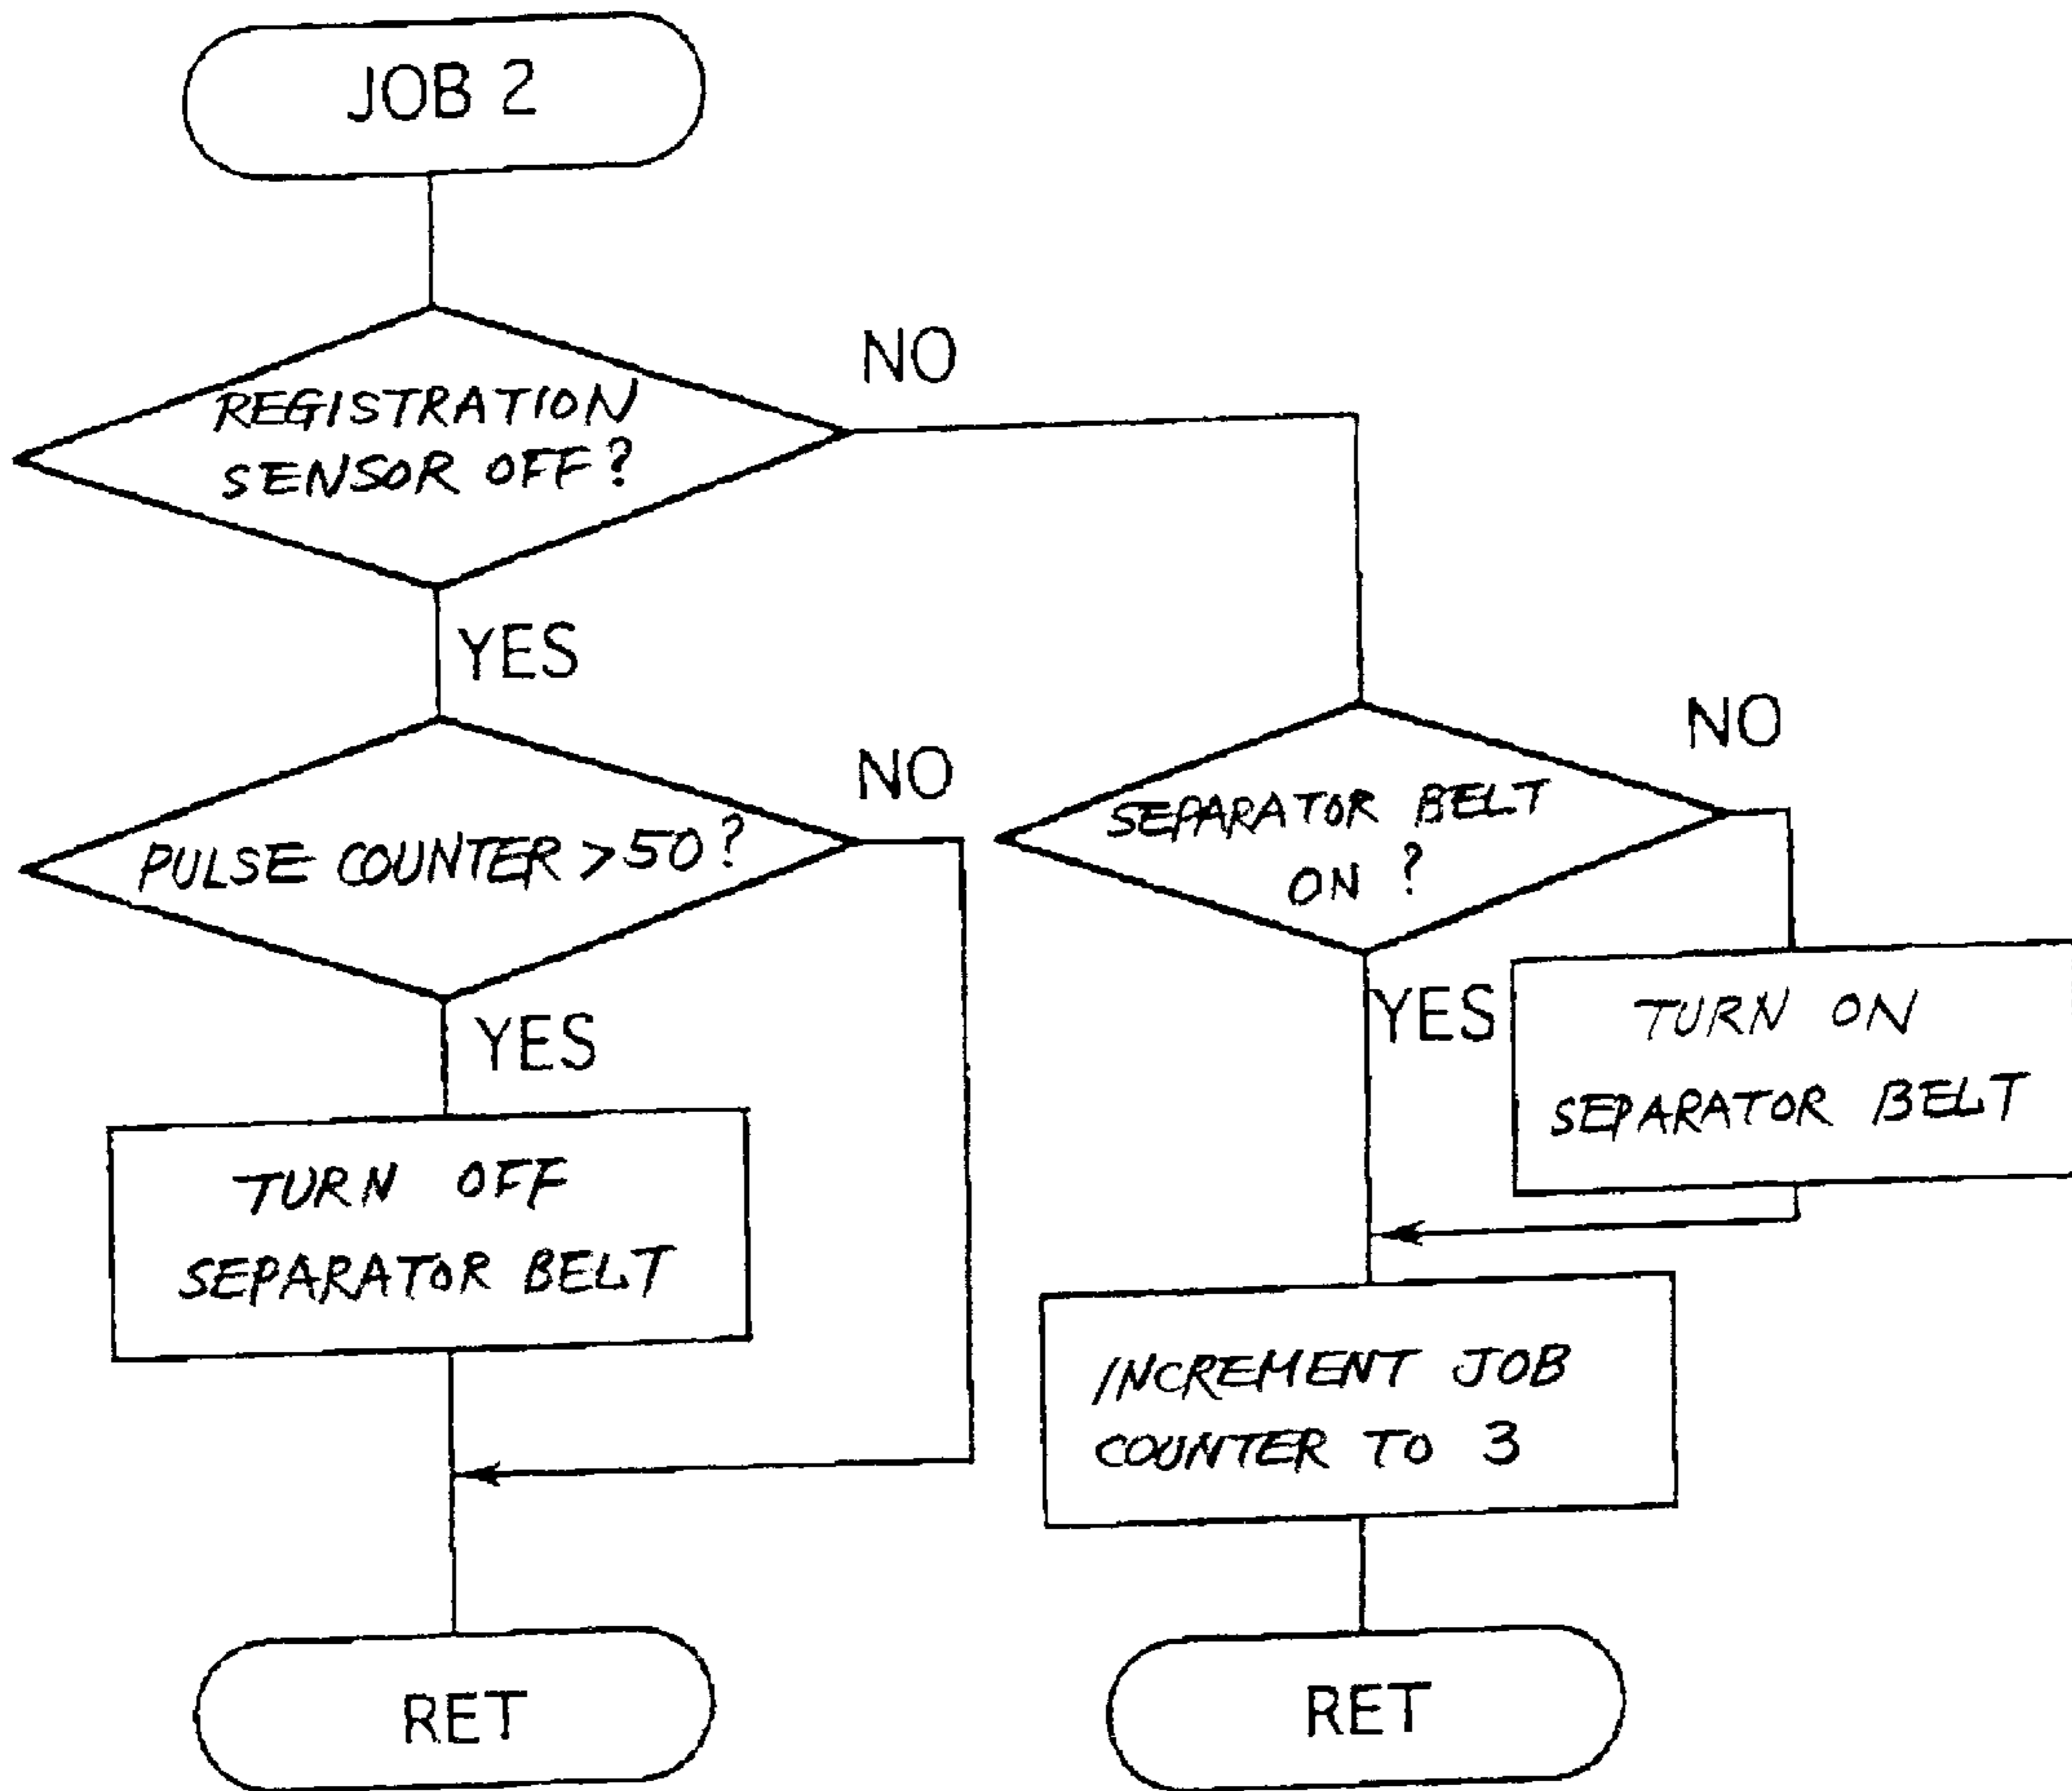 JOB 2
NO
REGISTRATION
SENSOR OFF?
YES
NO
PULSE COUNTER > 50?
YES
TURN OFF
SEPARATOR BELT
RET
NO
SEPARATOR BELT
ON ?
YES
TURN ON
SEPARATOR BELT
INCREMENT JOB
COUNTER TO 3
RET